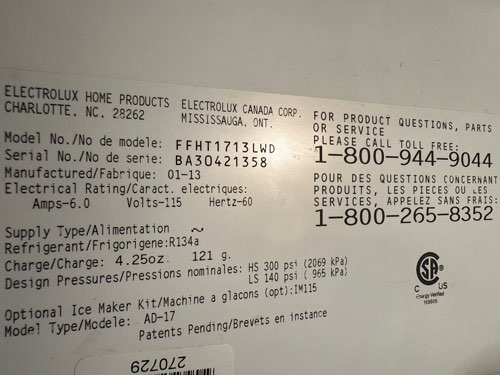 ELECTROLUX HOME PRODUCTS
CHARLOTTE, NC. 28262
ELECTROLUX CANADA CORP.
MISSISSAUGA, ONT.
FOR PRODUCT QUESTIONS, PARTS
OR SERVICE
PLEASE CALL TOLL FREE:
1-800-944-9044
POUR DES QUESTIONS CONCERNANT
PRODUITS, LES PIECES OU LES
SERVICES, APPELEZ SANS FRAIS:
1-800-265-8352
Model No./No de modele: FFHT1713LWD
Serial No./No de serie: BA30421358
Manufactured/Fabrique: 01-13
Electrical Rating/Caract. electriques:
Amps-6.0 Volts-115 Hertz-60
Supply Type/Alimentation ~
Refrigerant/Frigorigene:R134a
Charge/Charge: 4.25oz. 121 g.
Design Pressures/Pressions nominales: HS 300 psi (2069 kPa)
LS 140 psi ( 965 kPa)
Optional Ice Maker Kit/Machine a glacons (opt):IM115
Model Type/Modele: AD-17
Patents Pending/Brevets en instance
C US
Energy Verified
270729